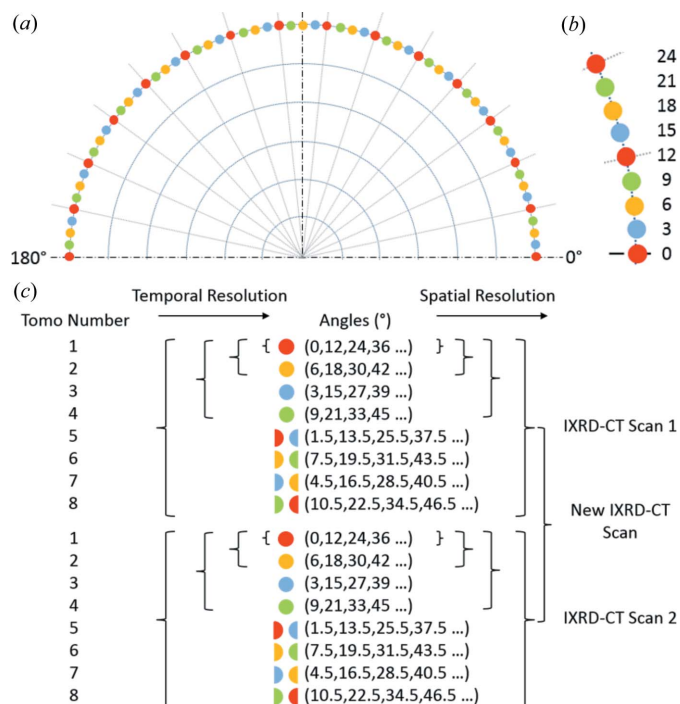 (a)
(b)
24
21
18
15
12
9
6
3
0
180°
0°
(c)
Temporal Resolution
Spatial Resolution
Tomo Number
Angles (°)
1 { (0,12,24,36 ...) }
2 (6,18,30,42 ...)
3 (3,15,27,39 ...)
4 (9,21,33,45 ...)
5 (1.5,13.5,25.5,37.5 ...)
6 (7.5,19.5,31.5,43.5 ...)
7 (4.5,16.5,28.5,40.5 ...)
8 (10.5,22.5,34.5,46.5 ...)
IXRD-CT Scan 1
New IXRD-CT
Scan
1 { (0,12,24,36 ...) }
2 (6,18,30,42 ...)
3 (3,15,27,39 ...)
4 (9,21,33,45 ...)
5 (1.5,13.5,25.5,37.5 ...)
6 (7.5,19.5,31.5,43.5 ...)
7 (4.5,16.5,28.5,40.5 ...)
8 (10.5,22.5,34.5,46.5 ...)
IXRD-CT Scan 2